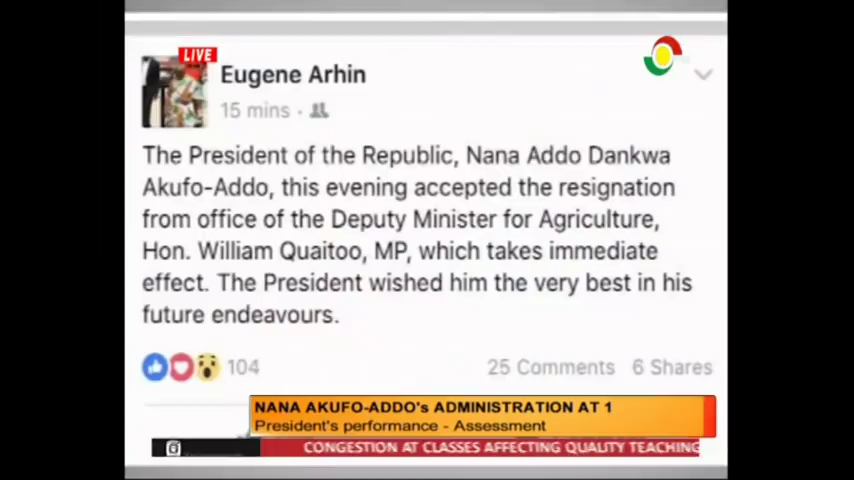 LIVE
Eugene Arhin
15 mins ·
The President of the Republic, Nana Addo Dankwa
Akufo-Addo, this evening accepted the resignation
from office of the Deputy Minister for Agriculture,
Hon. William Quaitoo, MP, which takes immediate
effect. The President wished him the very best in his
future endeavours.
104
25 Comments 6 Shares
NANA AKUFO-ADDO's ADMINISTRATION AT 1
President's performance - Assessment
CONGESTION AT CLASSES AFFECTING QUALITY TEACHING